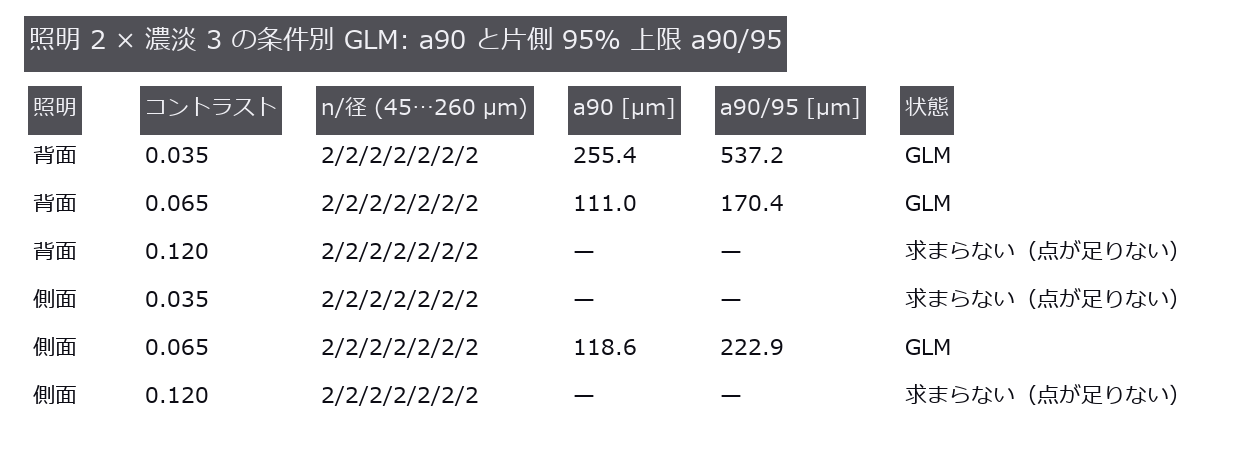 照明 2 × 濃淡 3 の条件別 GLM: a90 と片側 95% 上限 a90/95
照明 コントラスト n/径 (45…260 μm) a90 [μm] a90/95 [μm] 状態
背面 0.035 2/2/2/2/2/2/2 255.4 537.2 GLM
背面 0.065 2/2/2/2/2/2/2 111.0 170.4 GLM
背面 0.120 2/2/2/2/2/2/2 — — 求まらない（点が足りない）
側面 0.035 2/2/2/2/2/2/2 — — 求まらない（点が足りない）
側面 0.065 2/2/2/2/2/2/2 118.6 222.9 GLM
側面 0.120 2/2/2/2/2/2/2 — — 求まらない（点が足りない）